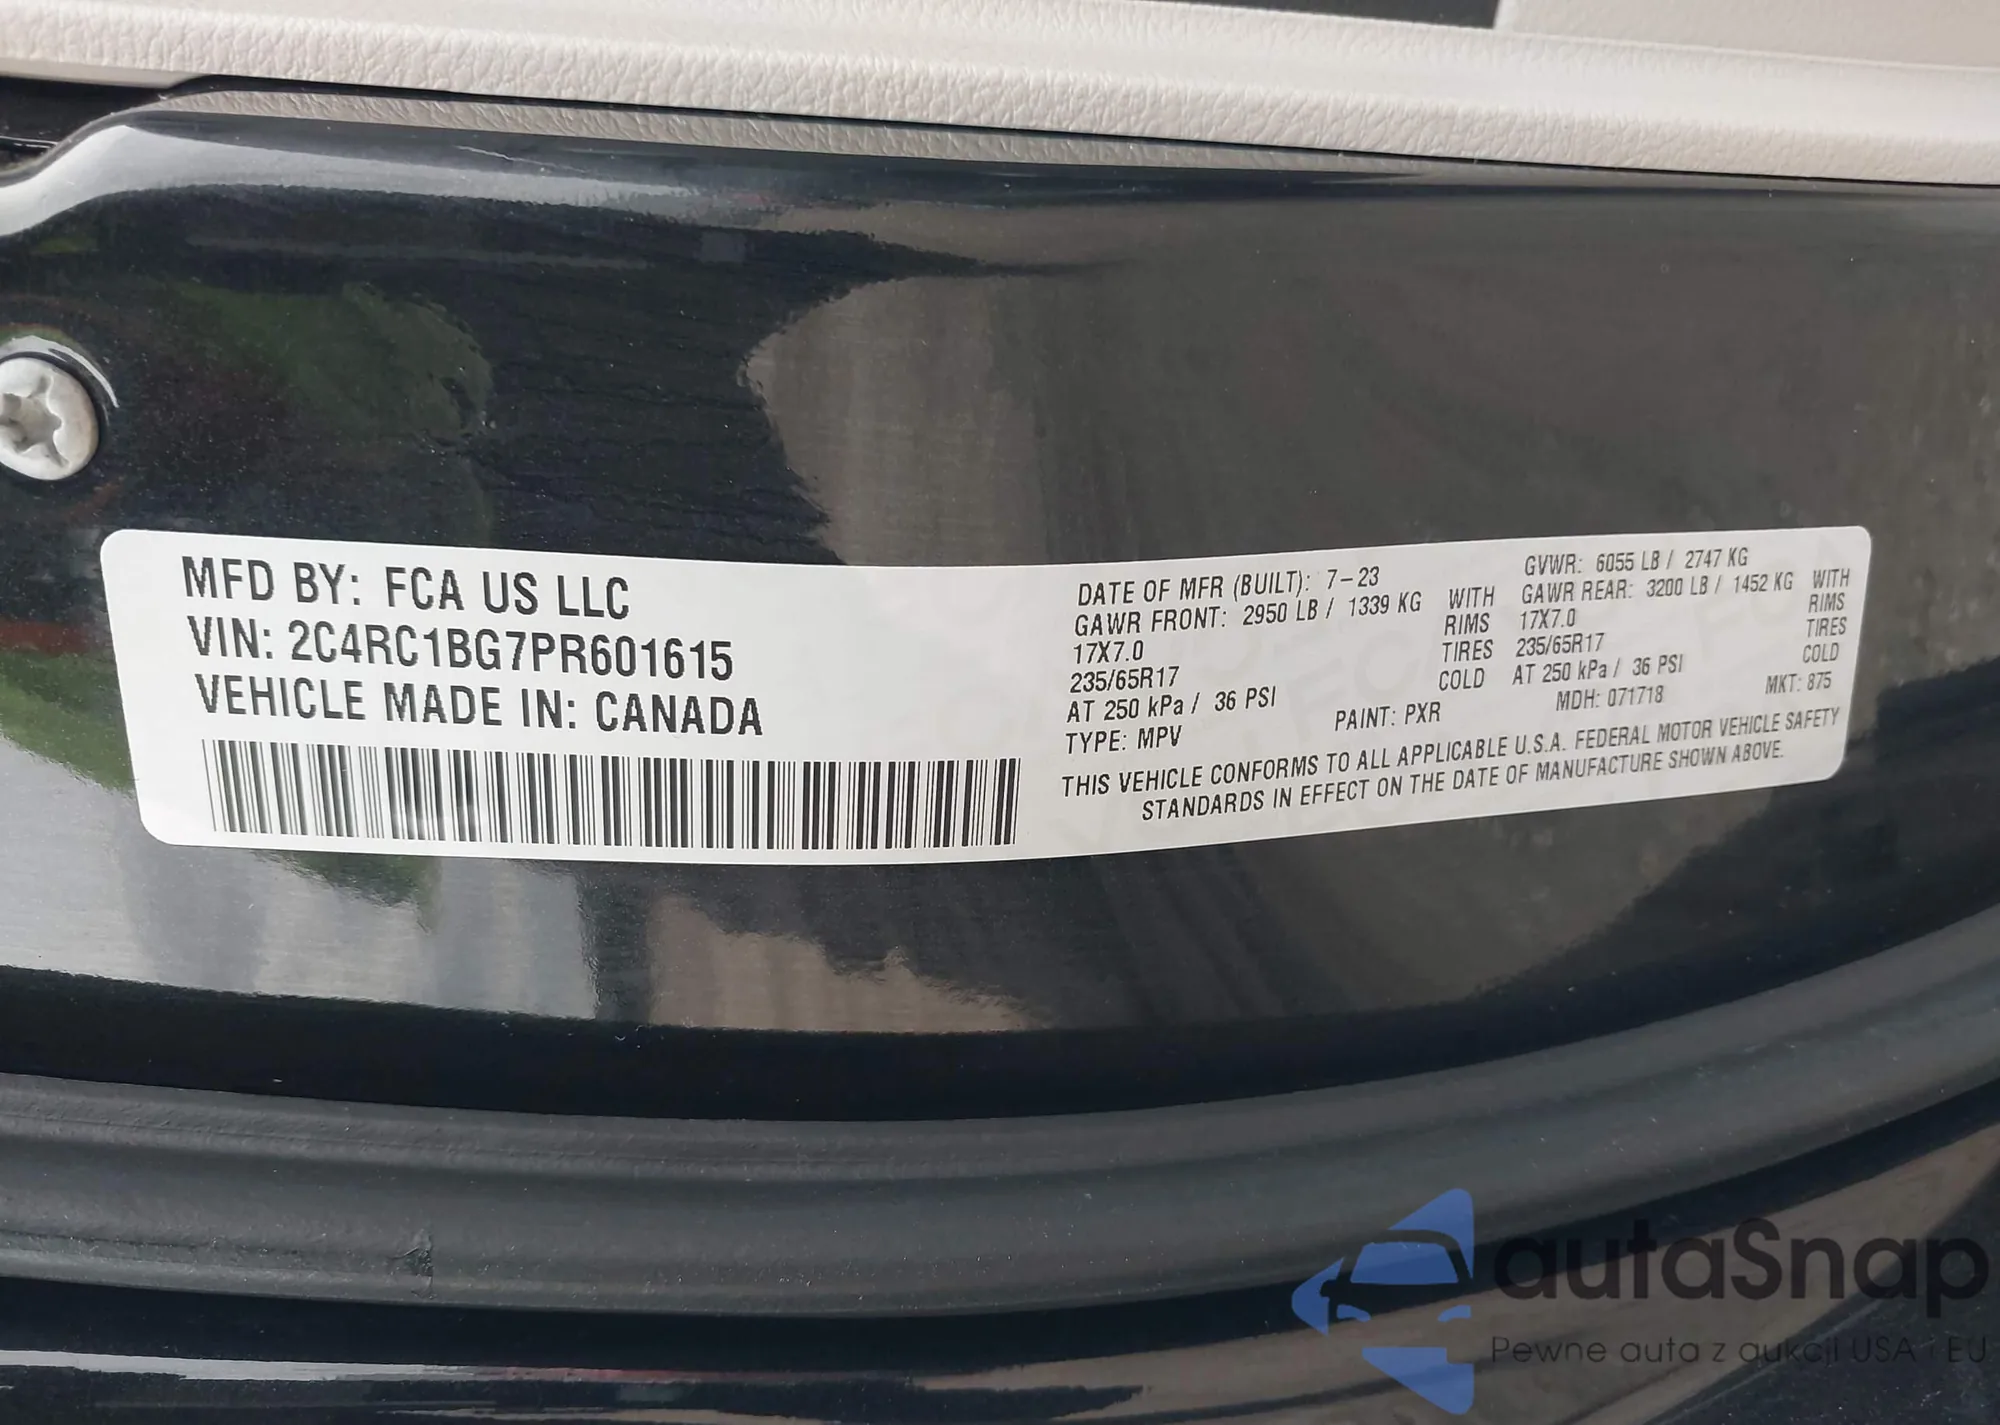 MFD BY: FCA US LLC
VIN: 2C4RC1BG7PR601615
VEHICLE MADE IN: CANADA
DATE OF MFR (BUILT): 7-23
GAWR FRONT: 2950 LB / 1339 KG WITH
17X7.0 RIMS
235/65R17 TIRES
AT 250 kPa / 36 PSI COLD
TYPE: MPV PAINT: PXR
GVWR: 6055 LB / 2747 KG
GAWR REAR: 3200 LB / 1452 KG WITH
17X7.0 RIMS
235/65R17 TIRES
AT 250 kPa / 36 PSI COLD
MDH: 071718 MKT: 875
THIS VEHICLE CONFORMS TO ALL APPLICABLE U.S.A. FEDERAL MOTOR VEHICLE SAFETY
STANDARDS IN EFFECT ON THE DATE OF MANUFACTURE SHOWN ABOVE.
autaSnap
Pewne auta z aukcji USA i EU